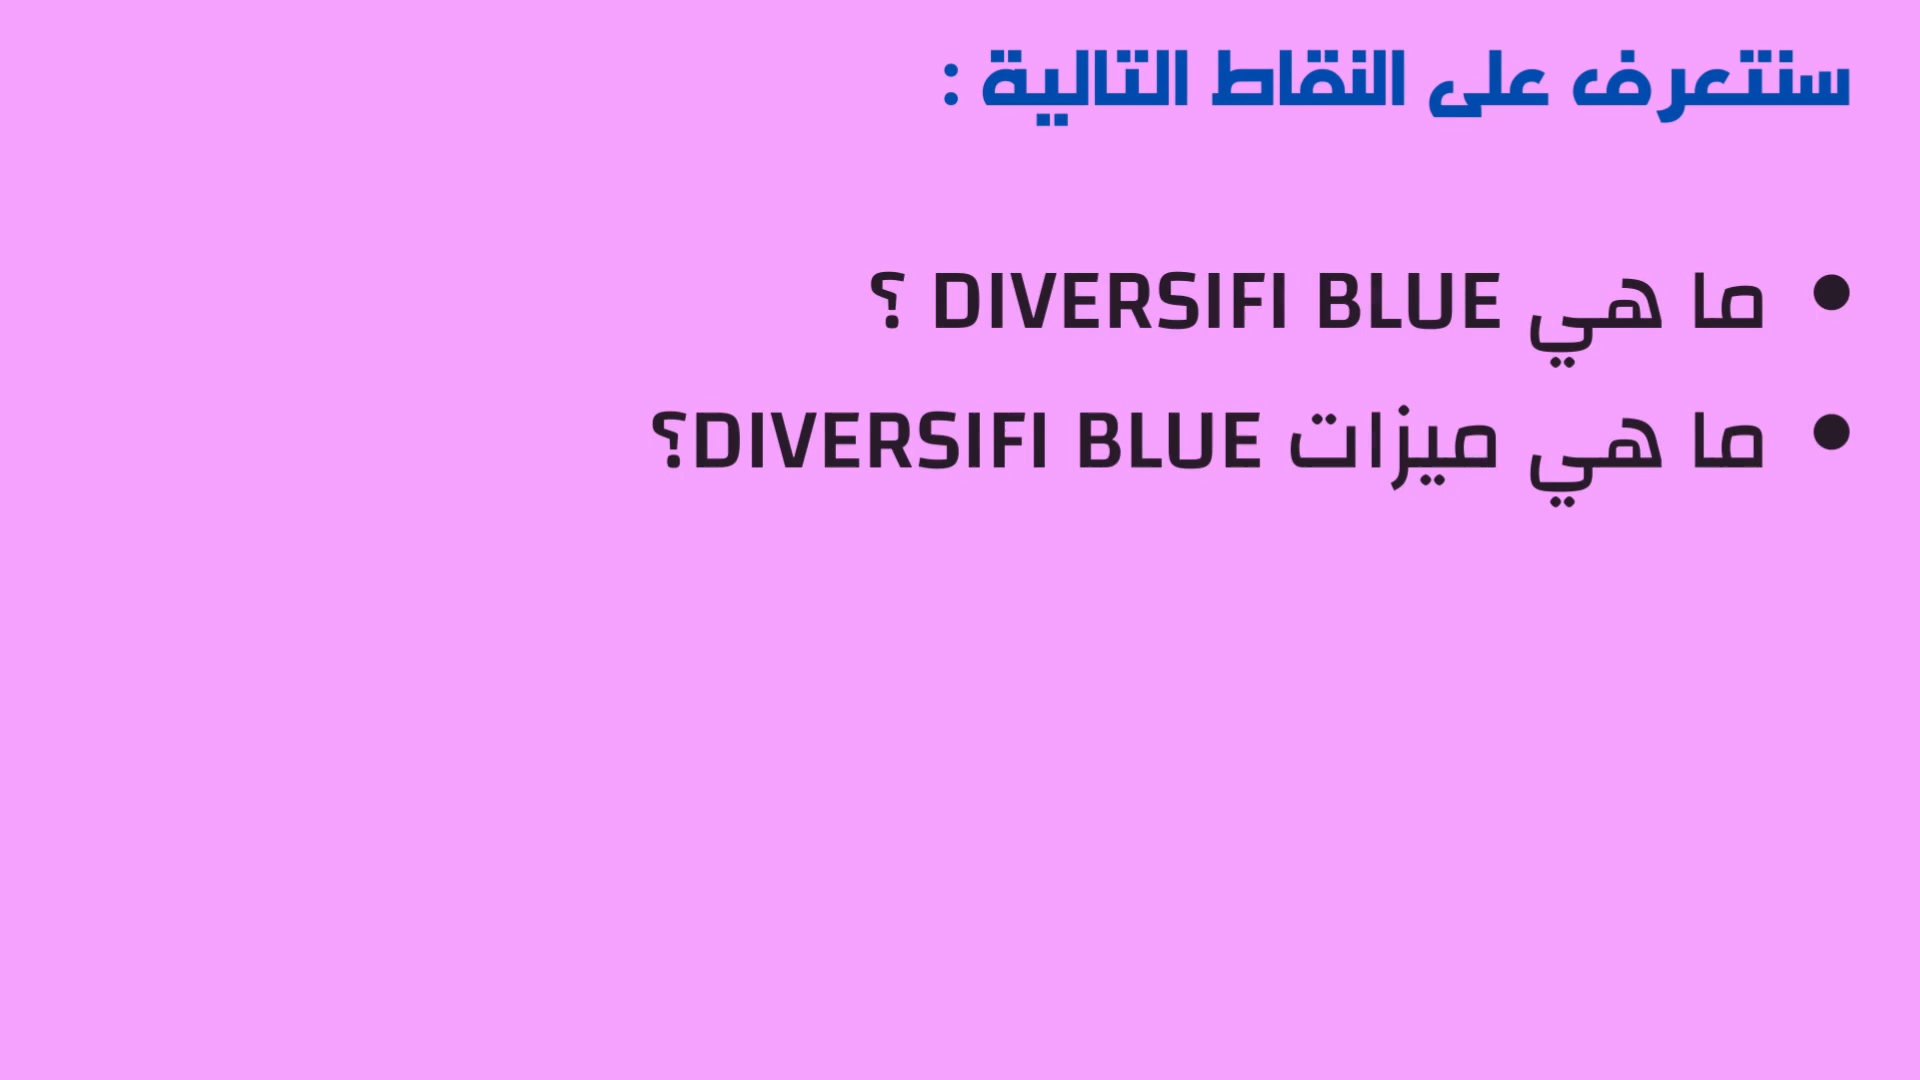 سنتعرف على النقاط التالية :
• ما هي DIVERSIFI BLUE ؟
• ما هي ميزات DIVERSIFI BLUE؟